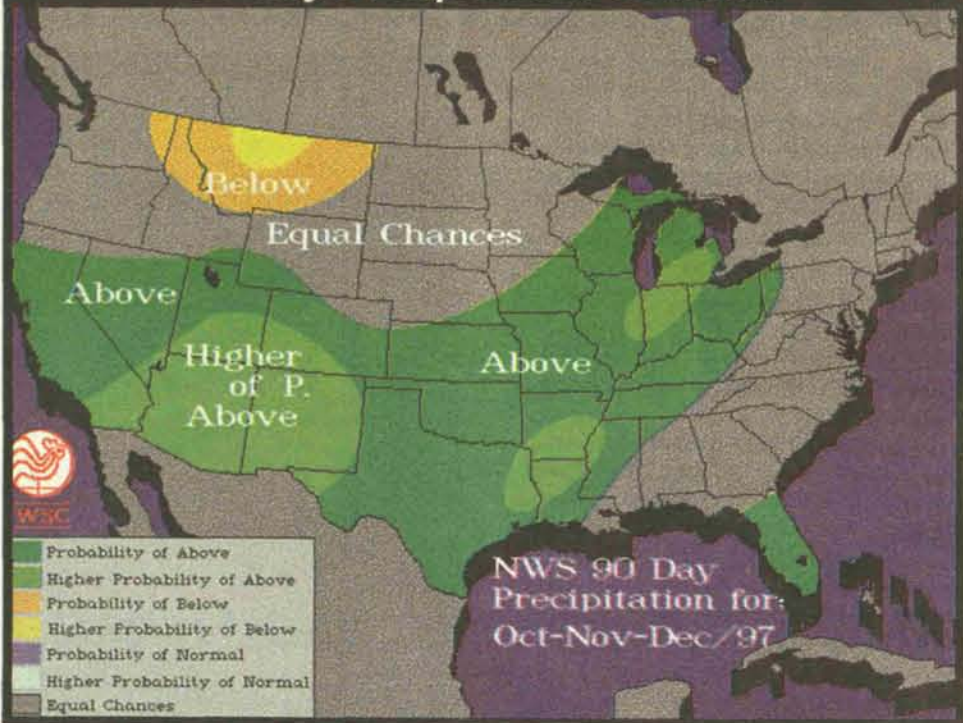 Below
Equal Chances
Above
Higher
of P.
Above
Above
WSC
Probability of Above
Higher Probability of Above
Probability of Below
Higher Probability of Below
Probability of Normal
Higher Probability of Normal
Equal Chances
NWS 90 Day
Precipitation for:
Oct-Nov-Dec/97